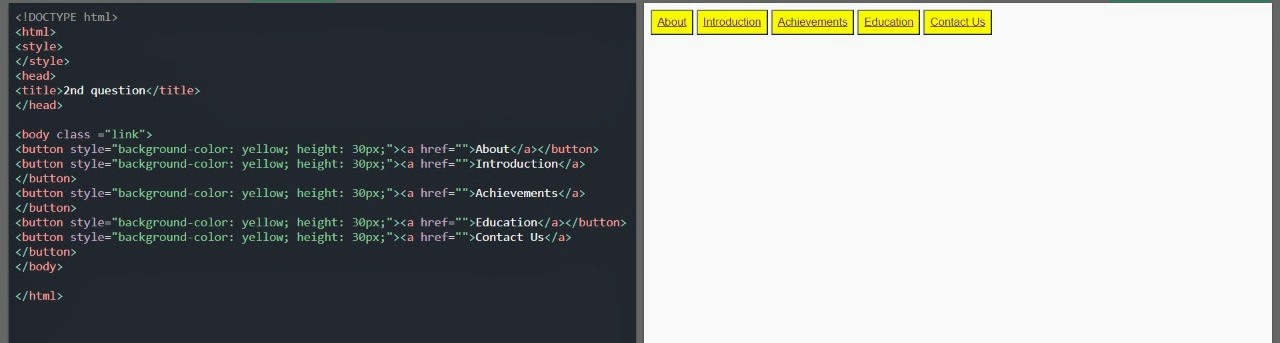 <!DOCTYPE html>
<html>
<style>
</style>
<head>
<title>2nd question</title>
</head>
<body class ="link">
<button style="background-color: yellow; height: 30px;"><a href="">About</a></button>
<button style="background-color: yellow; height: 30px;"><a href="">Introduction</a>
</button>
<button style="background-color: yellow; height: 30px;"><a href="">Achievements</a>
</button>
<button style="background-color: yellow; height: 30px;"><a href="">Education</a></button>
<button style="background-color: yellow; height: 30px;"><a href="">Contact Us</a>
</button>
</body>
</html>
About Introduction Achievements Education Contact Us